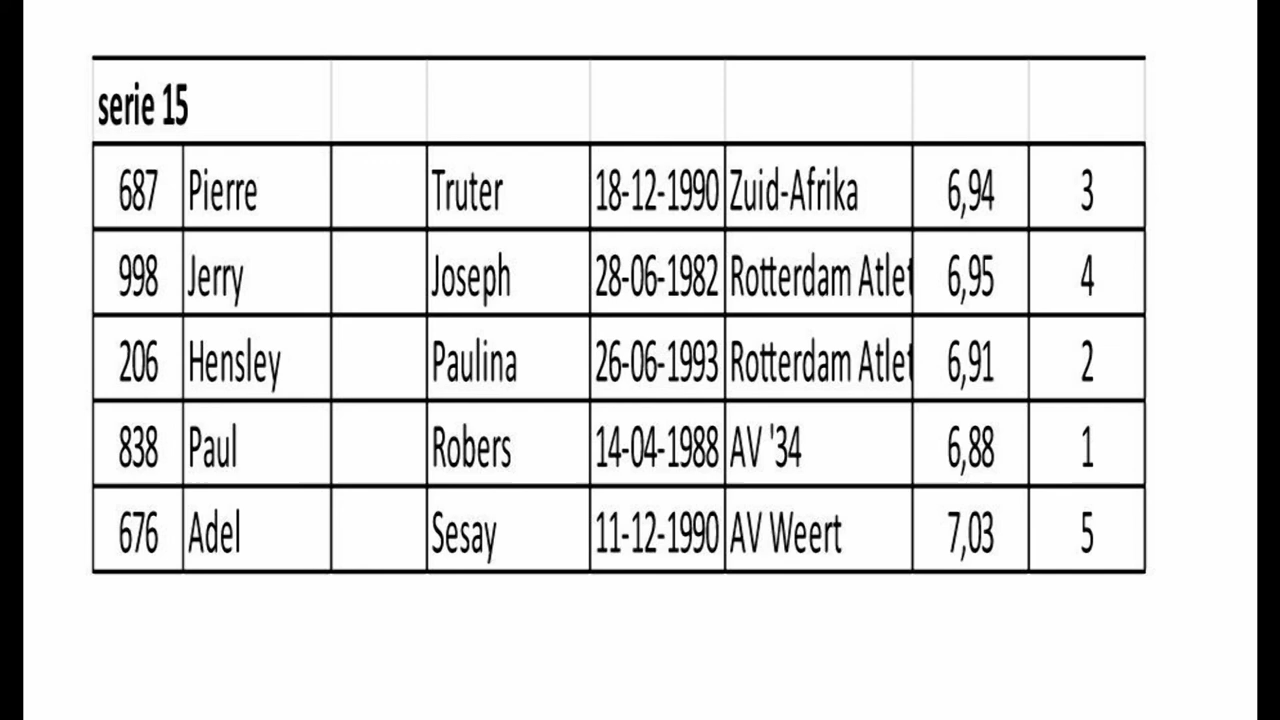 serie 15
687 Pierre Truter 18-12-1990 Zuid-Afrika 6,94 3
998 Jerry Joseph 28-06-1982 Rotterdam Atlet 6,95 4
206 Hensley Paulina 26-06-1993 Rotterdam Atlet 6,91 2
838 Paul Robers 14-04-1988 AV '34 6,88 1
676 Adel Sesay 11-12-1990 AV Weert 7,03 5